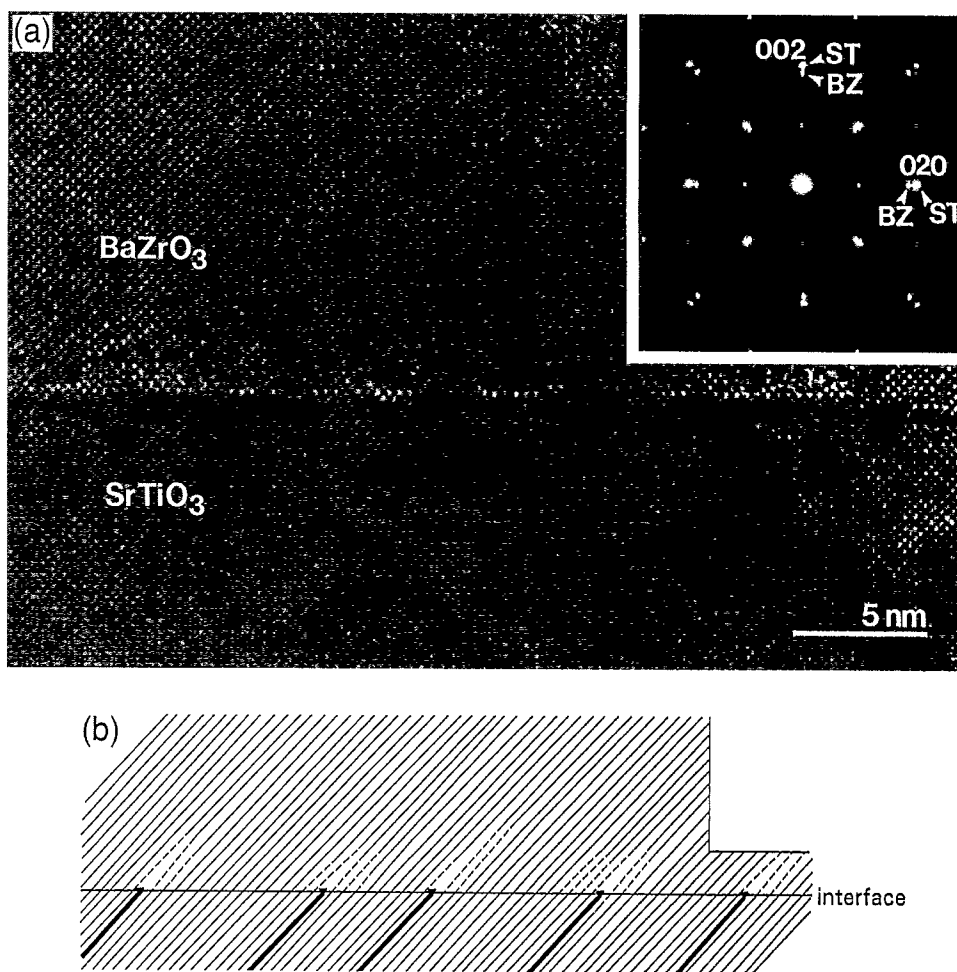 (a)
002 ST
BZ
020
BZ ST
BaZrO3
SrTiO3
5 nm
(b)
interface